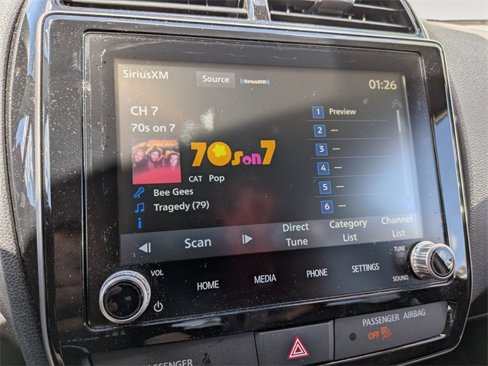 SiriusXM Source SiriusXM 01:26
CH 7
70s on 7
70s on 7
CAT Pop
Bee Gees
Tragedy (79)
1 Preview
2 ---
3 ---
4 ---
5 ---
6 ---
Scan
Direct Tune
Category List
Channel List
VOL
HOME
MEDIA
PHONE
SETTINGS
TUNE
SOUND
PASSENGER
PASSENGER AIRBAG
OFF